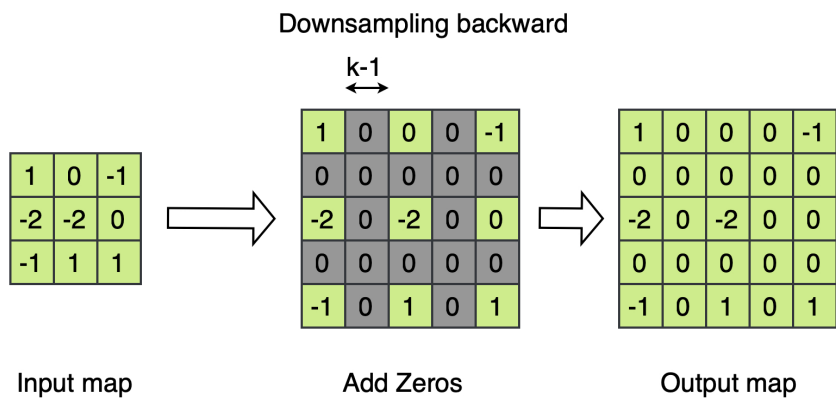 Downsampling backward
k-1
1 0 0 0 -1 1 0 0 0 -1
1 0 -1 0 0 0 0 0 0 0 0 0 0
-2 -2 0 -2 0 -2 0 0 -2 0 -2 0 0
-1 1 1 0 0 0 0 0 0 0 0 0 0
-1 0 1 0 1 -1 0 1 0 1
Input map Add Zeros Output map